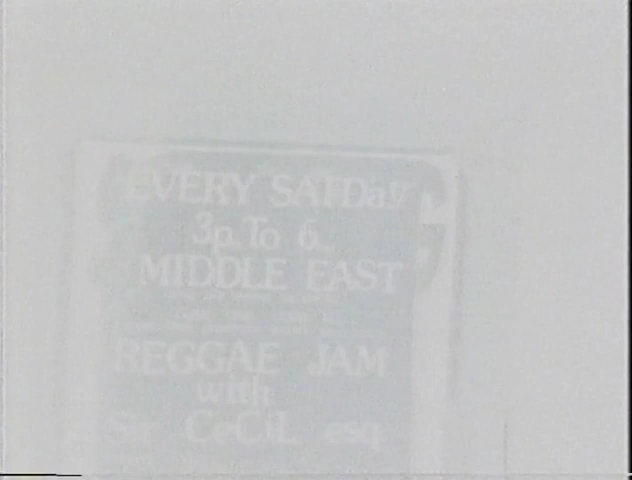 EVERY SATDay
3p To 6
MIDDLE EAST
REGGAE JAM
with
Sir CeCiL esq